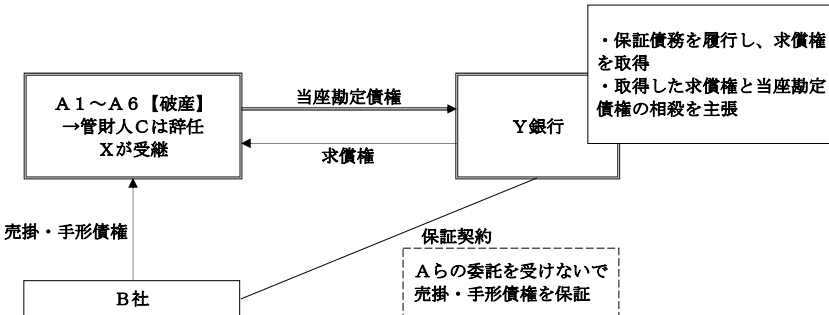 ・保証債務を履行し、求償権
を取得
・取得した求償権と当座勘定
債権の相殺を主張
Ａ１～Ａ６【破産】
→管財人Ｃは辞任
Ｘが受継
当座勘定債権
Ｙ銀行
求償権
売掛・手形債権
保証契約
Ａらの委託を受けないで
売掛・手形債権を保証
Ｂ社